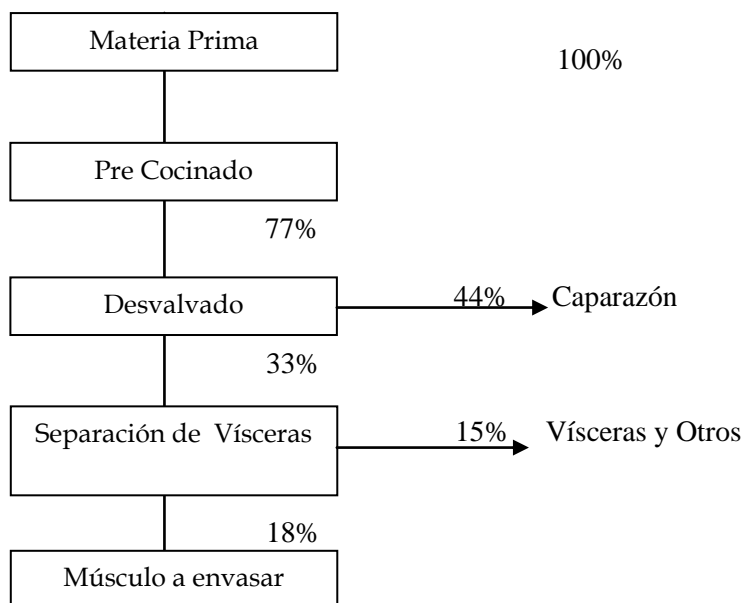 Materia Prima
100%
Pre Cocinado
77%
Desvalvado
44%
Caparazón
33%
Separación de Vísceras
15%
Vísceras y Otros
18%
Músculo a envasar